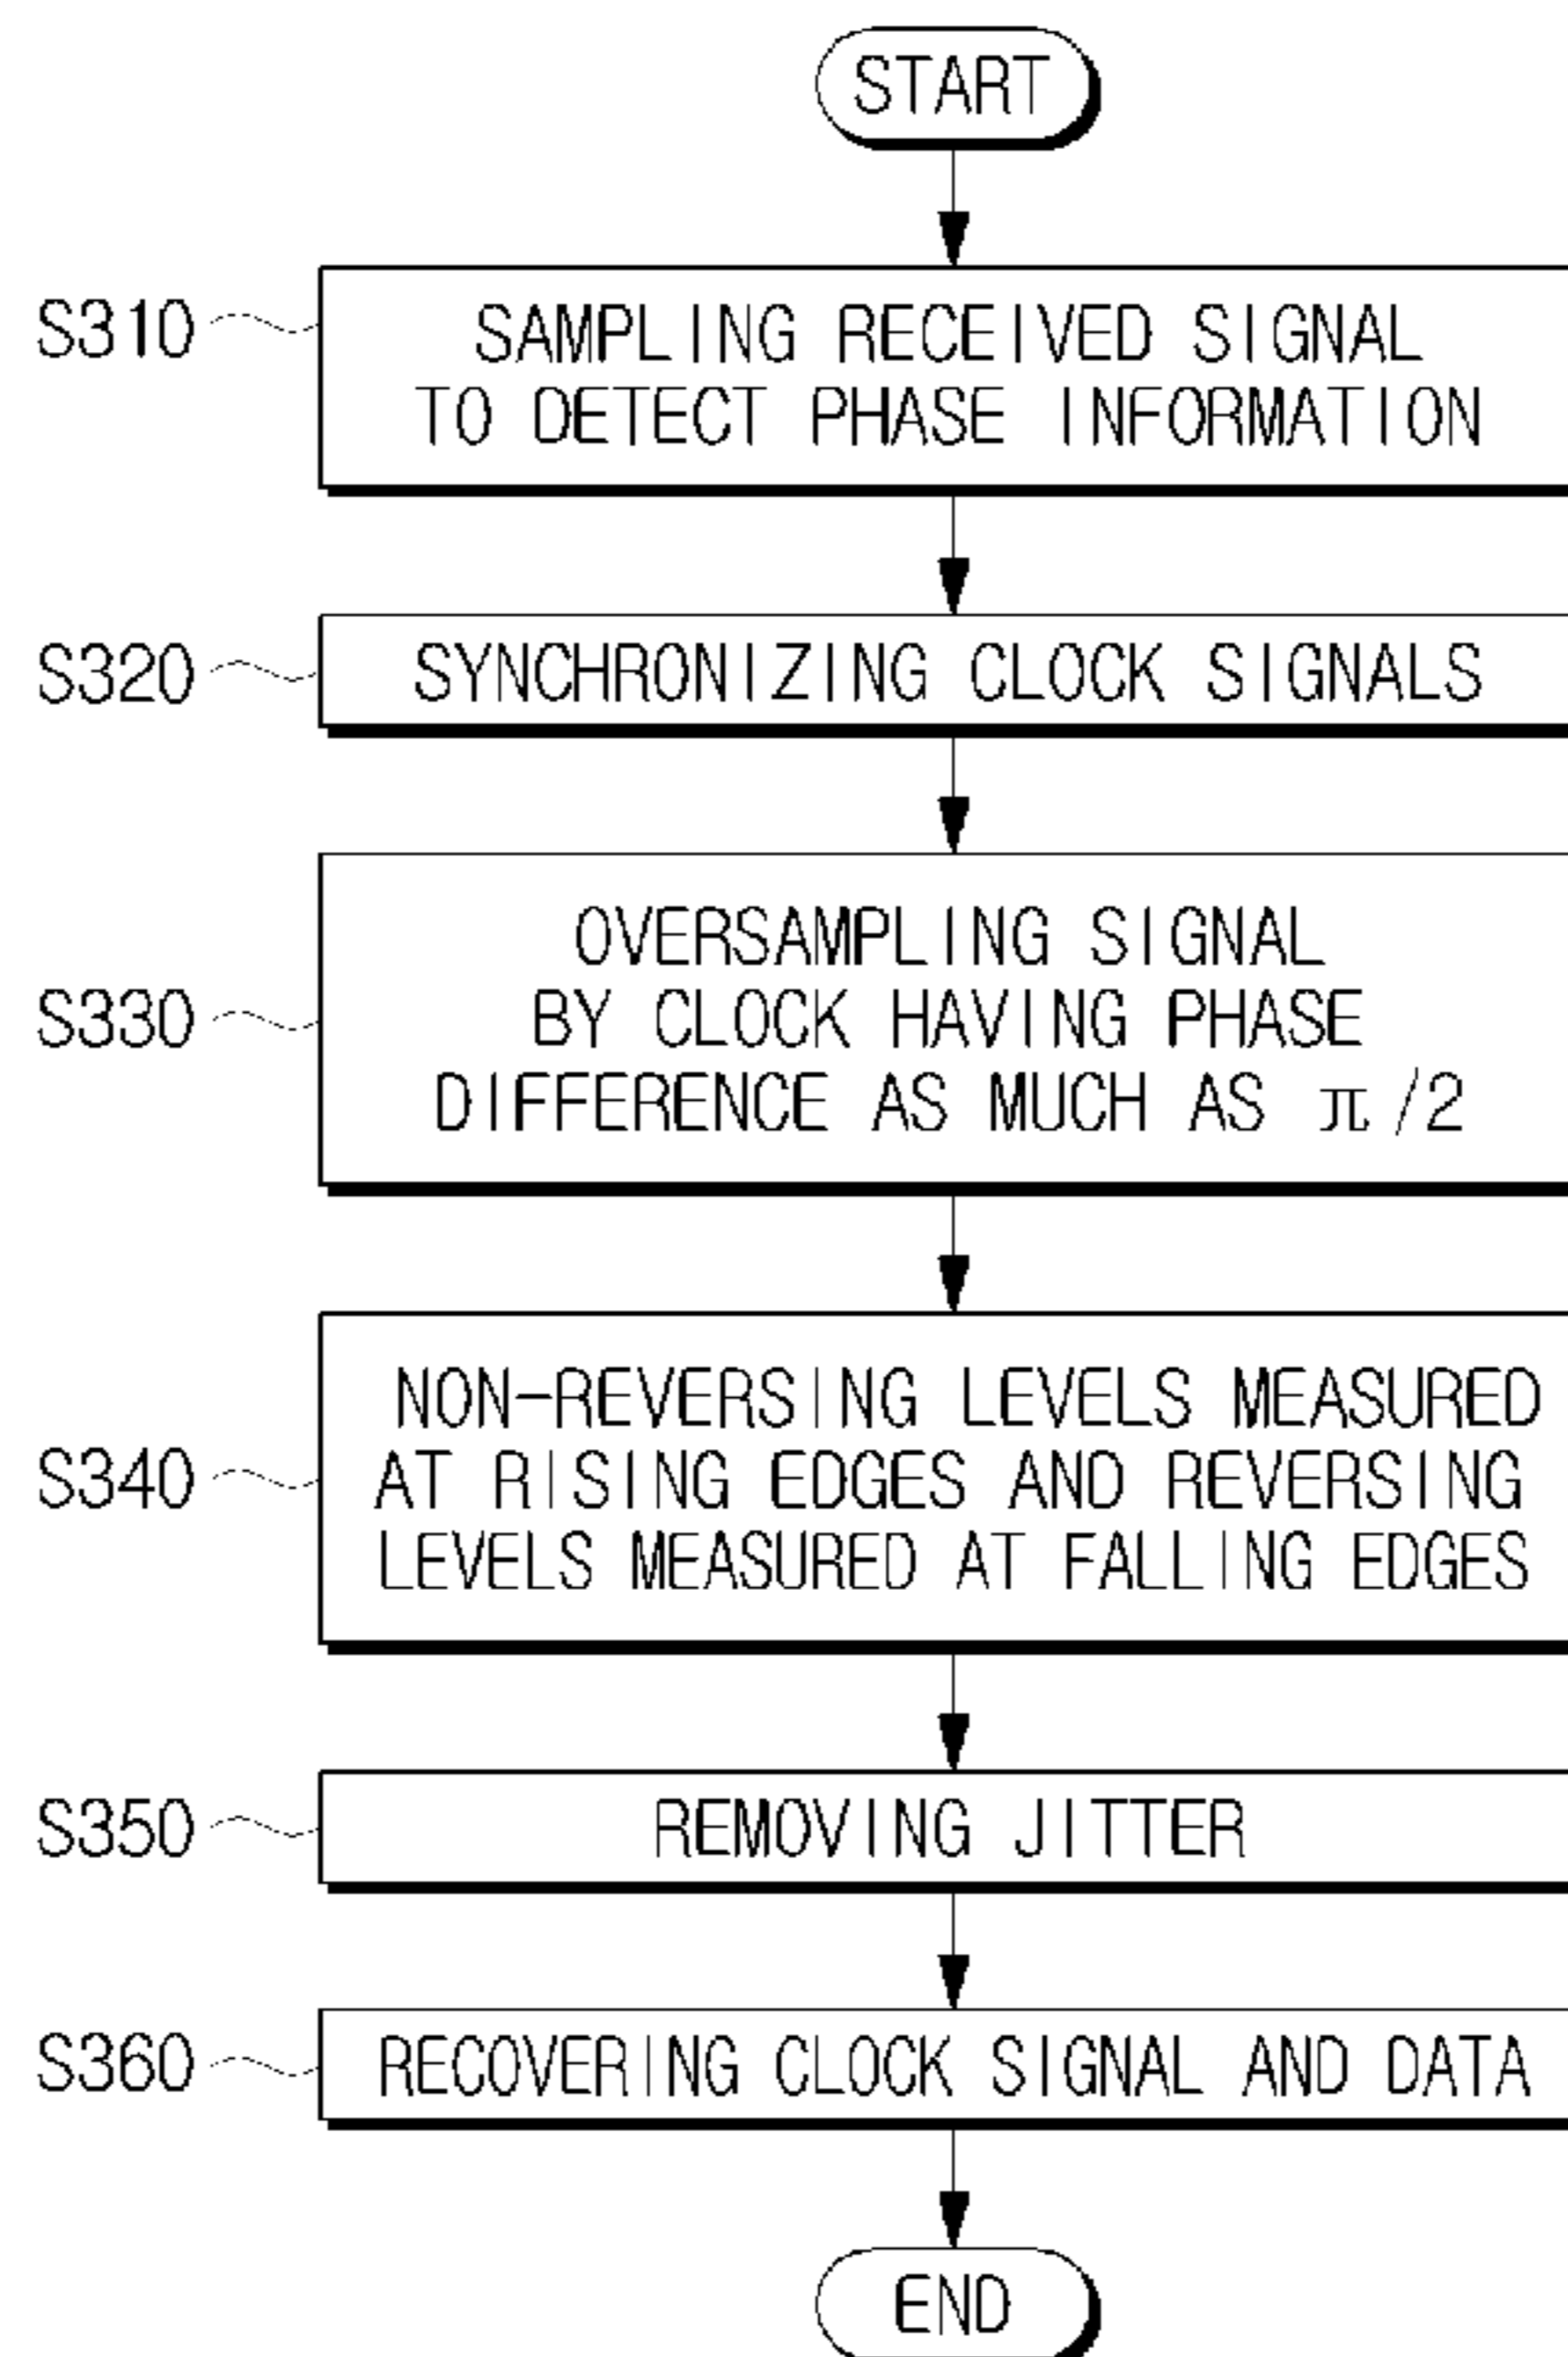 START
S310
SAMPLING RECEIVED SIGNAL
TO DETECT PHASE INFORMATION
S320
SYNCHRONIZING CLOCK SIGNALS
S330
OVERSAMPLING SIGNAL
BY CLOCK HAVING PHASE
DIFFERENCE AS MUCH AS π/2
S340
NON-REVERSING LEVELS MEASURED
AT RISING EDGES AND REVERSING
LEVELS MEASURED AT FALLING EDGES
S350
REMOVING JITTER
S360
RECOVERING CLOCK SIGNAL AND DATA
END